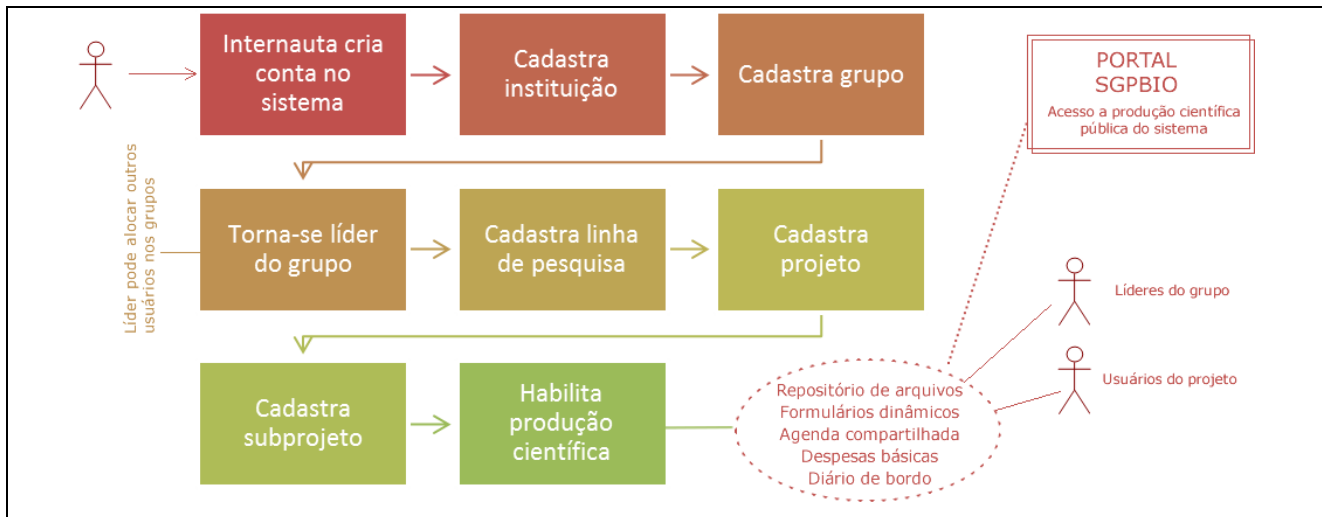 Internauta cria
conta no
sistema
Cadastra
instituição
Cadastra grupo
PORTAL
SGPBIO
Acesso a produção científica
pública do sistema
Líder pode alocar outros
usuários nos grupos
Torna-se líder
do grupo
Cadastra linha
de pesquisa
Cadastra
projeto
Líderes do grupo
Usuários do projeto
Cadastra
subprojeto
Habilita
produção
científica
Repositório de arquivos
Formulários dinâmicos
Agenda compartilhada
Despesas básicas
Diário de bordo